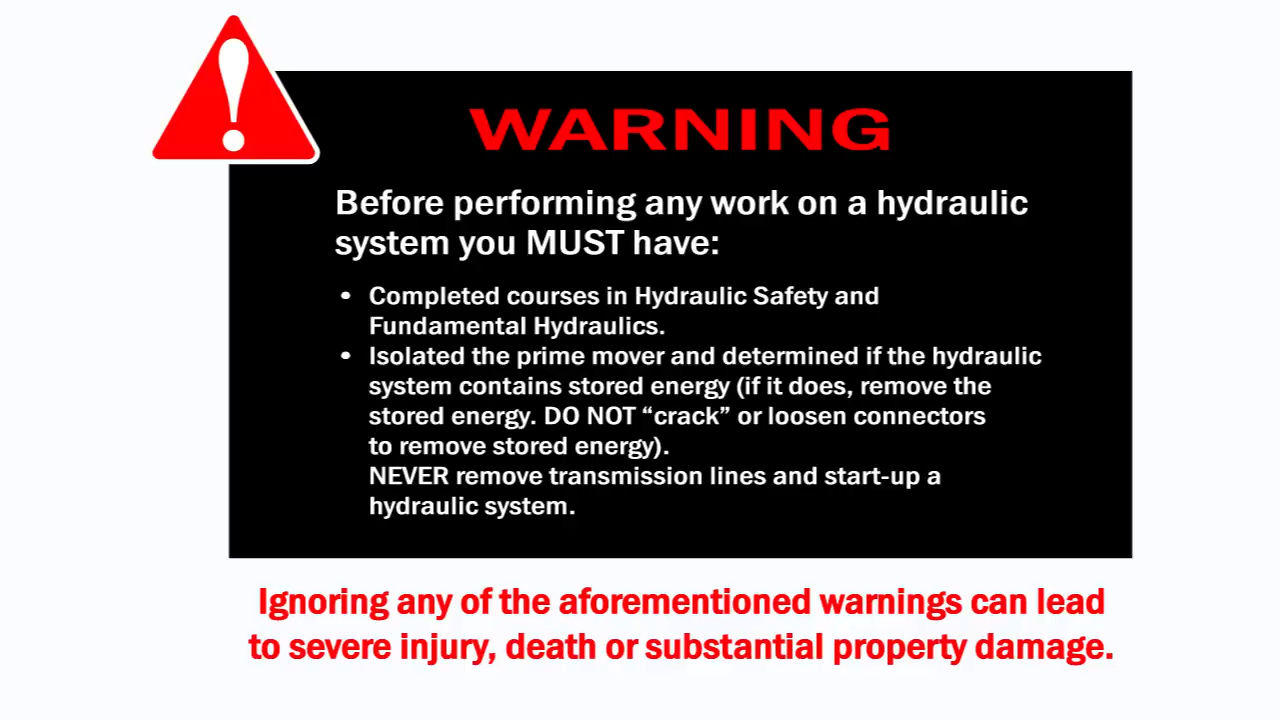 WARNING
Before performing any work on a hydraulic
system you MUST have:
• Completed courses in Hydraulic Safety and
Fundamental Hydraulics.
• Isolated the prime mover and determined if the hydraulic
system contains stored energy (if it does, remove the
stored energy. DO NOT “crack” or loosen connectors
to remove stored energy).
NEVER remove transmission lines and start-up a
hydraulic system.
Ignoring any of the aforementioned warnings can lead
to severe injury, death or substantial property damage.